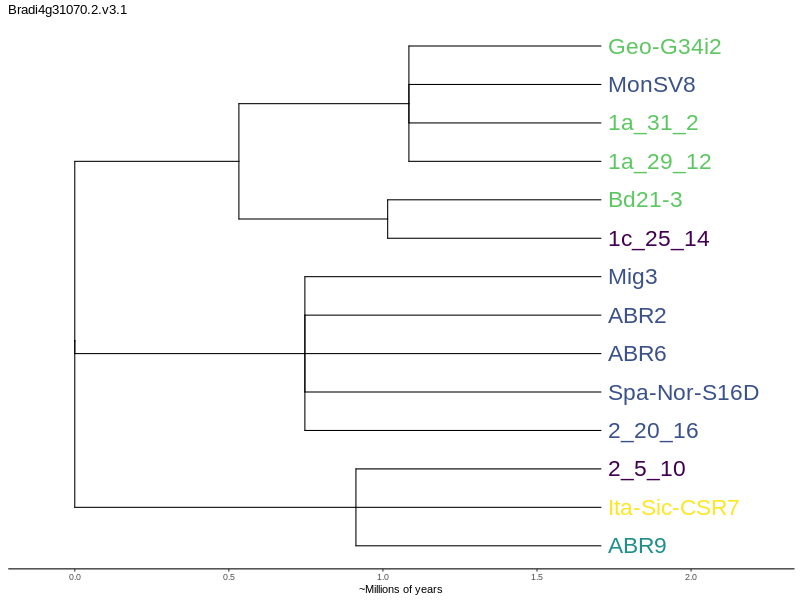 Bradi4g31070.2.v3.1
Geo-G34i2
MonSV8
1a_31_2
1a_29_12
Bd21-3
1c_25_14
Mig3
ABR2
ABR6
Spa-Nor-S16D
2_20_16
2_5_10
Ita-Sic-CSR7
ABR9
0.0 0.5 1.0 1.5 2.0
~Millions of years